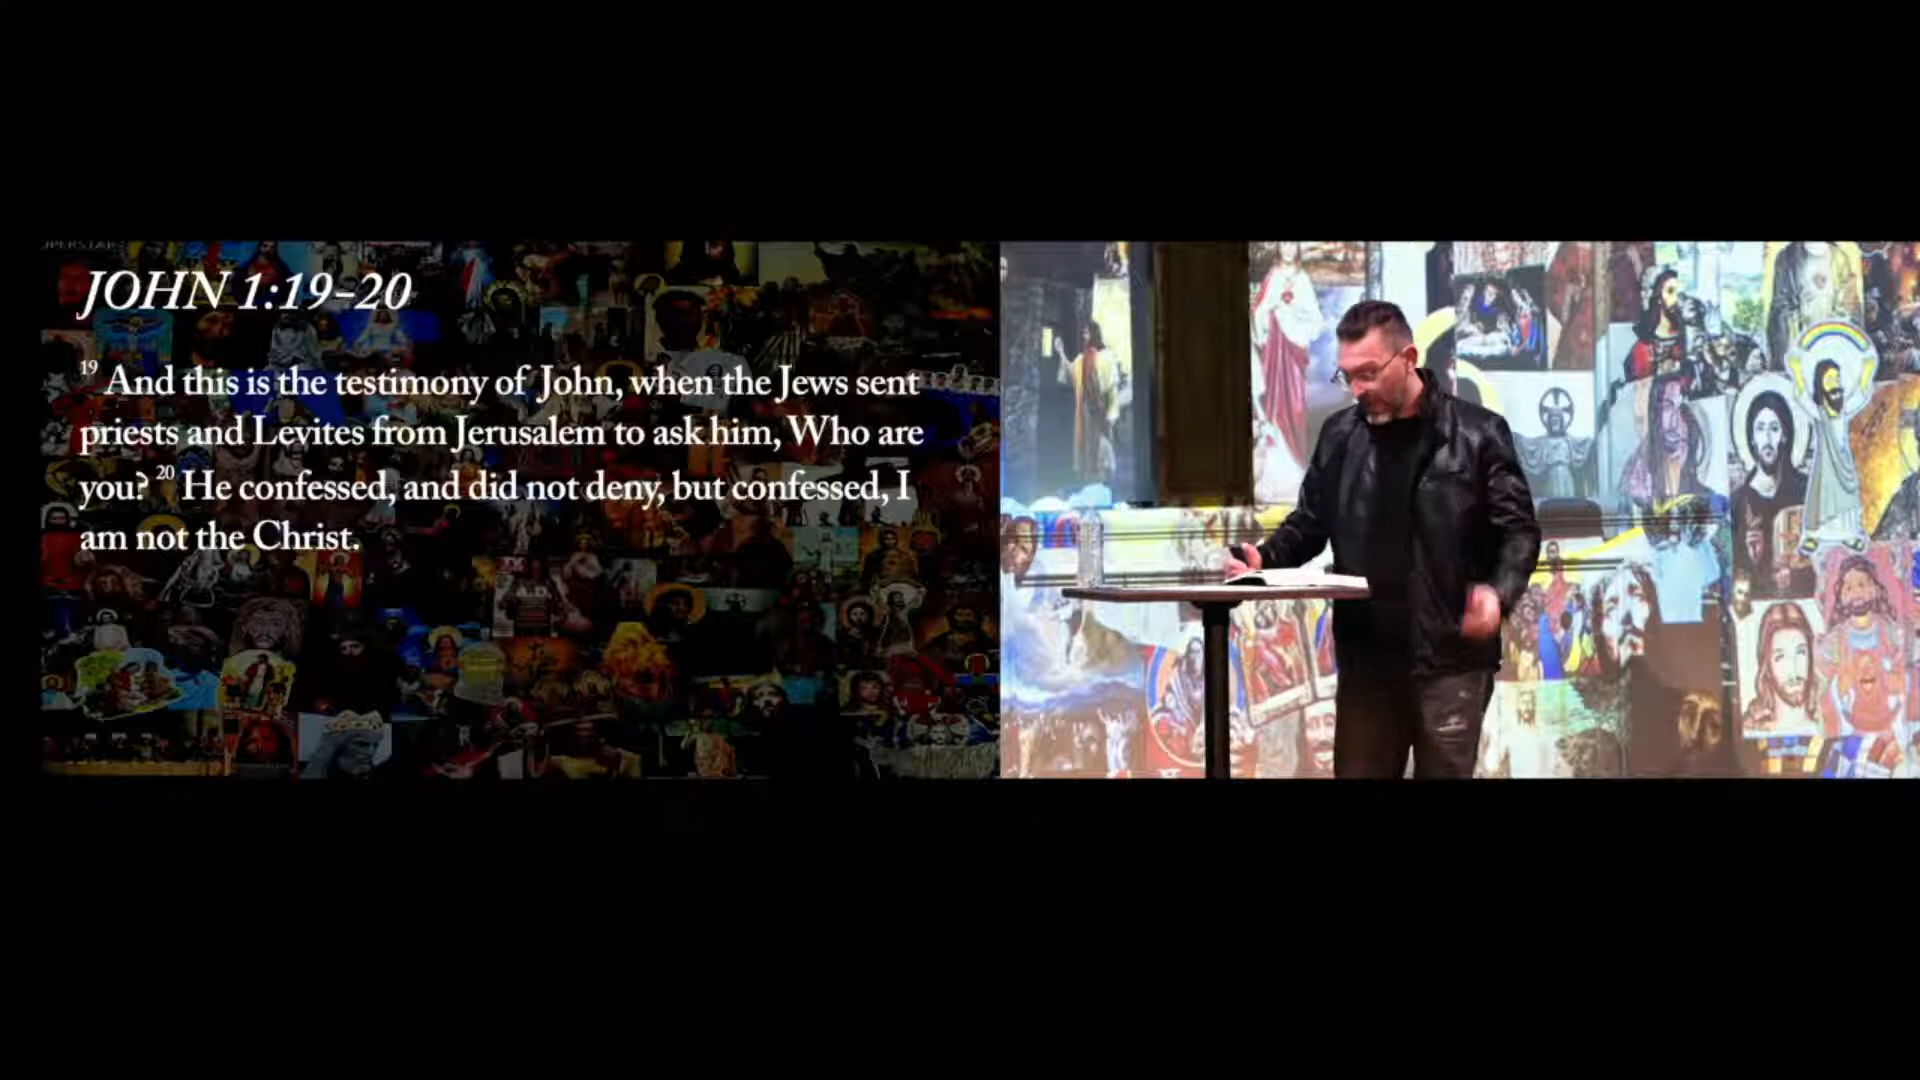 JOHN 1:19-20
19 And this is the testimony of John, when the Jews sent
priests and Levites from Jerusalem to ask him, Who are
you? 20 He confessed, and did not deny, but confessed, I
am not the Christ.
A.D.